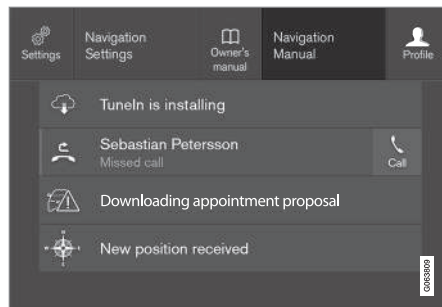 Settings
Navigation
Settings
Owner's
manual
Navigation
Manual
Profile
TuneIn is installing
Sebastian Petersson
Missed call
Call
Downloading appointment proposal
New position received
G063809